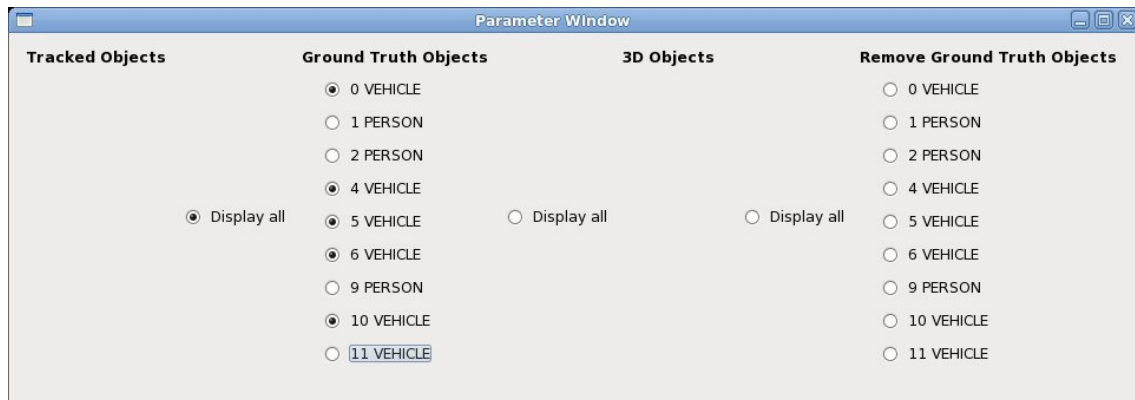 Parameter Window
Tracked Objects
Ground Truth Objects
3D Objects
Remove Ground Truth Objects
Display all
0 VEHICLE
1 PERSON
2 PERSON
4 VEHICLE
5 VEHICLE
6 VEHICLE
9 PERSON
10 VEHICLE
11 VEHICLE
Display all
Display all
0 VEHICLE
1 PERSON
2 PERSON
4 VEHICLE
5 VEHICLE
6 VEHICLE
9 PERSON
10 VEHICLE
11 VEHICLE